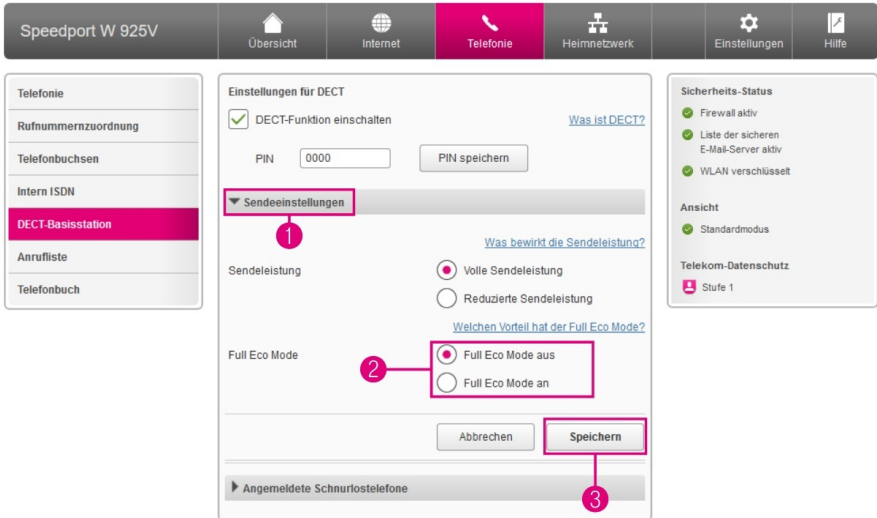 Speedport W 925V
Übersicht
Internet
Telefonie
Heimnetzwerk
Einstellungen
Hilfe
Telefonie
Rufnummernzuordnung
Telefonbuchsen
Intern ISDN
DECT-Basisstation
Anrufliste
Telefonbuch
Einstellungen für DECT
DECT-Funktion einschalten
Was ist DECT?
PIN 0000 PIN speichern
Sendeeinstellungen
1
Was bewirkt die Sendeleistung?
Sendeleistung Volle Sendeleistung
Reduzierte Sendeleistung
Welchen Vorteil hat der Full Eco Mode?
Full Eco Mode 2 Full Eco Mode aus
Full Eco Mode an
Abbrechen Speichern
Angemeldete Schnurlostelefone
3
Sicherheits-Status
Firewall aktiv
Liste der sicheren
E-Mail-Server aktiv
WLAN verschlüsselt
Ansicht
Standardmodus
Telekom-Datenschutz
Stufe 1